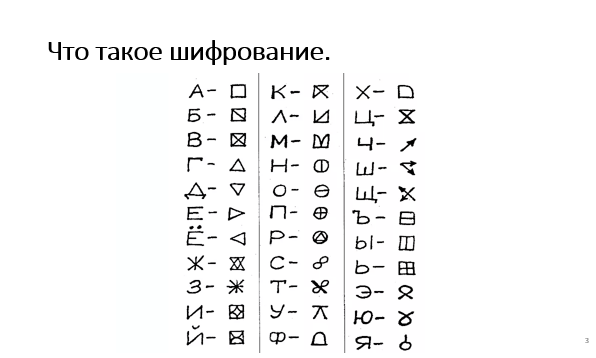 Что такое шифрование.
А-
Б-
В-
Г-
Д-
Е-
Ё-
Ж-
З-
И-
Й-
К-
Л-
М-
Н-
О-
П-
Р-
С-
Т-
У-
Ф-
Х-
Ц-
Ч-
Ш-
Щ-
Ъ-
Ы-
Ь-
Э-
Ю-
Я-
3